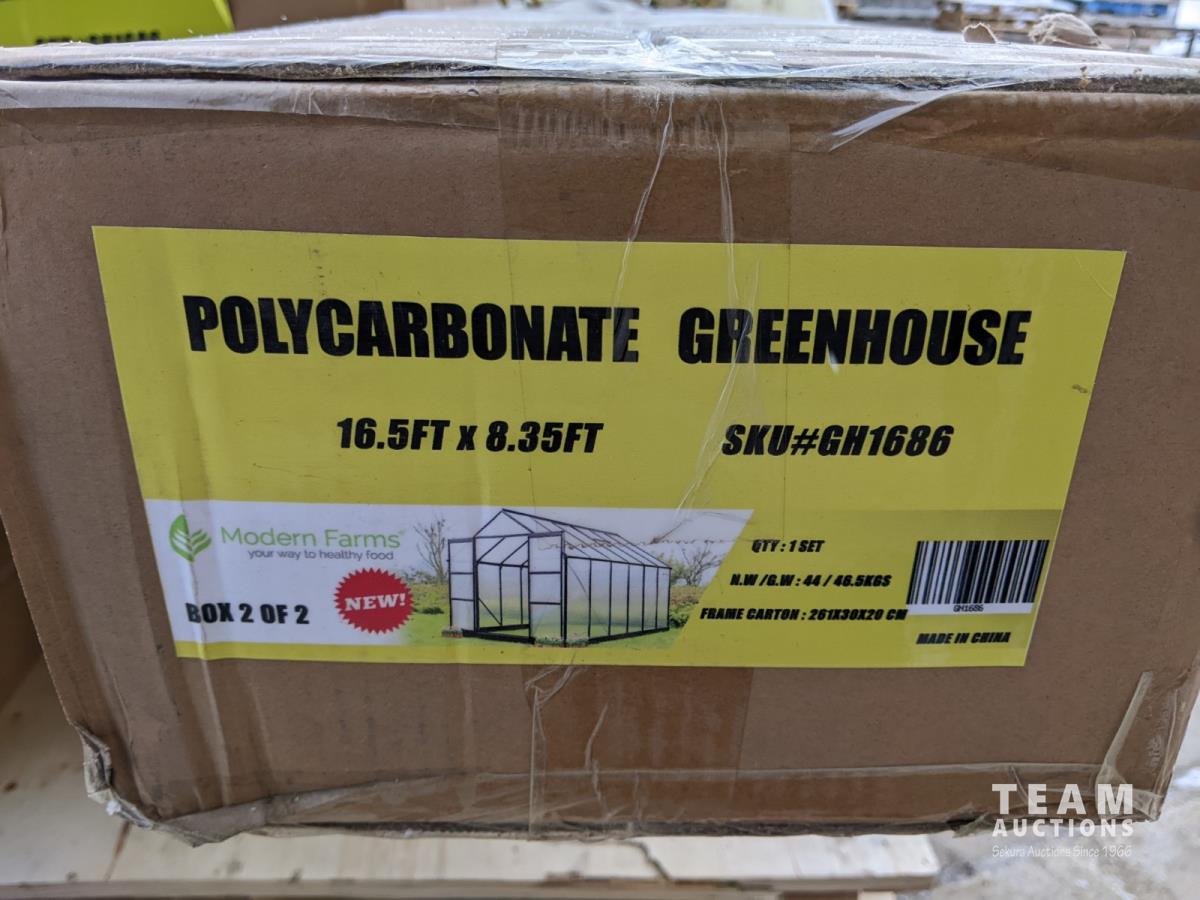 POLYCARBONATE GREENHOUSE
16.5FT x 8.35FT SKU#GH1686
Modern Farms
your way to healthy food
BOX 2 OF 2
NEW!
QTY : 1 SET
N.W /G.W : 44 / 46.5KGS
FRAME CARTON : 261X30X20 CM
GH1686
MADE IN CHINA
TEAM
AUCTIONS
Sekura Auctions Since 1966